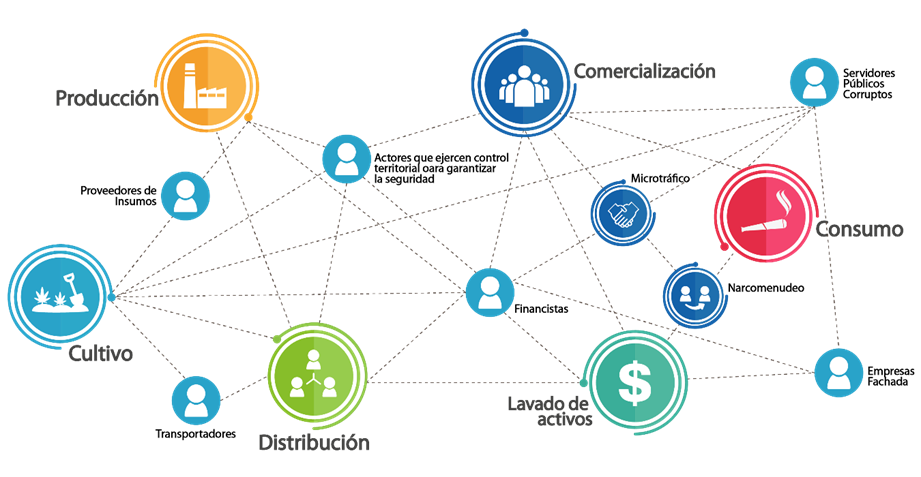 Producción
Comercialización
Servidores
Públicos
Corruptos
Actores que ejercen control
territorial oara garantizar
la seguridad
Proveedores de
Insumos
Microtráfico
Consumo
Narcomenudeo
Financistas
Cultivo
Empresas
Fachada
$
Lavado de
activos
Transportadores
Distribución